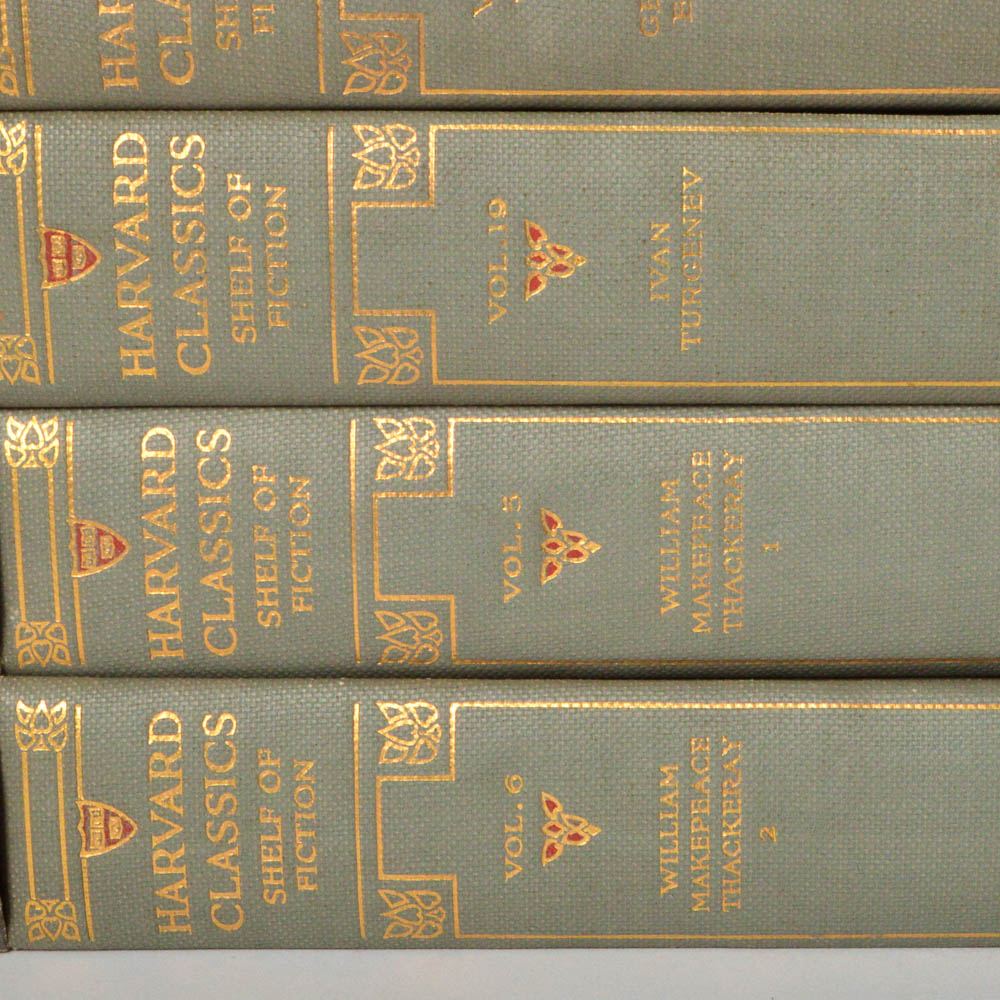 HARVARD
CLASSICS
SHELF OF
FICTION
VOL. 19
IVAN
TURGENEV
HARVARD
CLASSICS
SHELF OF
FICTION
VOL. 5
WILLIAM
MAKEPEACE
THACKERAY
1
HARVARD
CLASSICS
SHELF OF
FICTION
VOL. 6
WILLIAM
MAKEPEACE
THACKERAY
2